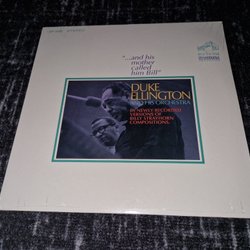 "...and his
mother called
him Bill"
DUKE
ELLINGTON
AND HIS ORCHESTRA
IN NEWLY RECORDED
VERSIONS OF
BILLY STRAYHORN
COMPOSITIONS.